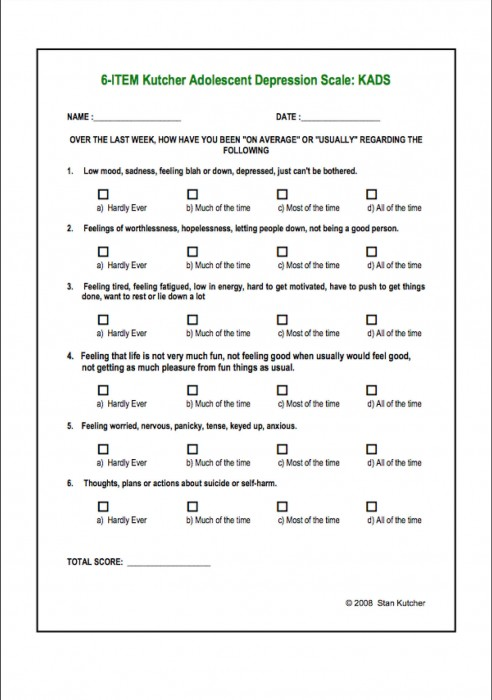 6-ITEM Kutcher Adolescent Depression Scale: KADS
NAME :____________________ DATE :__________________
OVER THE LAST WEEK, HOW HAVE YOU BEEN "ON AVERAGE" OR "USUALLY" REGARDING THE
FOLLOWING
1. Low mood, sadness, feeling blah or down, depressed, just can't be bothered.
a) Hardly Ever b) Much of the time c) Most of the time d) All of the time
2. Feelings of worthlessness, hopelessness, letting people down, not being a good person.
a) Hardly Ever b) Much of the time c) Most of the time d) All of the time
3. Feeling tired, feeling fatigued, low in energy, hard to get motivated, have to push to get things
done, want to rest or lie down a lot
a) Hardly Ever b) Much of the time c) Most of the time d) All of the time
4. Feeling that life is not very much fun, not feeling good when usually would feel good,
not getting as much pleasure from fun things as usual.
a) Hardly Ever b) Much of the time c) Most of the time d) All of the time
5. Feeling worried, nervous, panicky, tense, keyed up, anxious.
a) Hardly Ever b) Much of the time c) Most of the time d) All of the time
6. Thoughts, plans or actions about suicide or self-harm.
a) Hardly Ever b) Much of the time c) Most of the time d) All of the time
TOTAL SCORE: ___________________
© 2008 Stan Kutcher